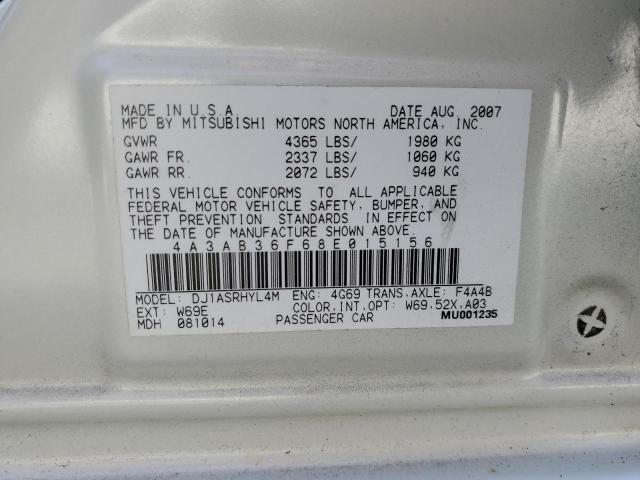 MADE IN U.S.A. DATE AUG. 2007
MFD BY MITSUBISHI MOTORS NORTH AMERICA, INC.
GVWR 4365 LBS/ 1980 KG
GAWR FR. 2337 LBS/ 1060 KG
GAWR RR. 2072 LBS/ 940 KG
THIS VEHICLE CONFORMS TO ALL APPLICABLE
FEDERAL MOTOR VEHICLE SAFETY, BUMPER, AND
THEFT PREVENTION STANDARDS IN EFFECT ON
THE DATE OF MANUFACTURE SHOWN ABOVE.
4A3AB36F68E015156
MODEL: DJ1ASRHYL4M ENG: 4G69 TRANS,AXLE: F4A4B
EXT: W69E COLOR,INT,OPT: W69,52X,A03
MDH 081014 PASSENGER CAR MU001235